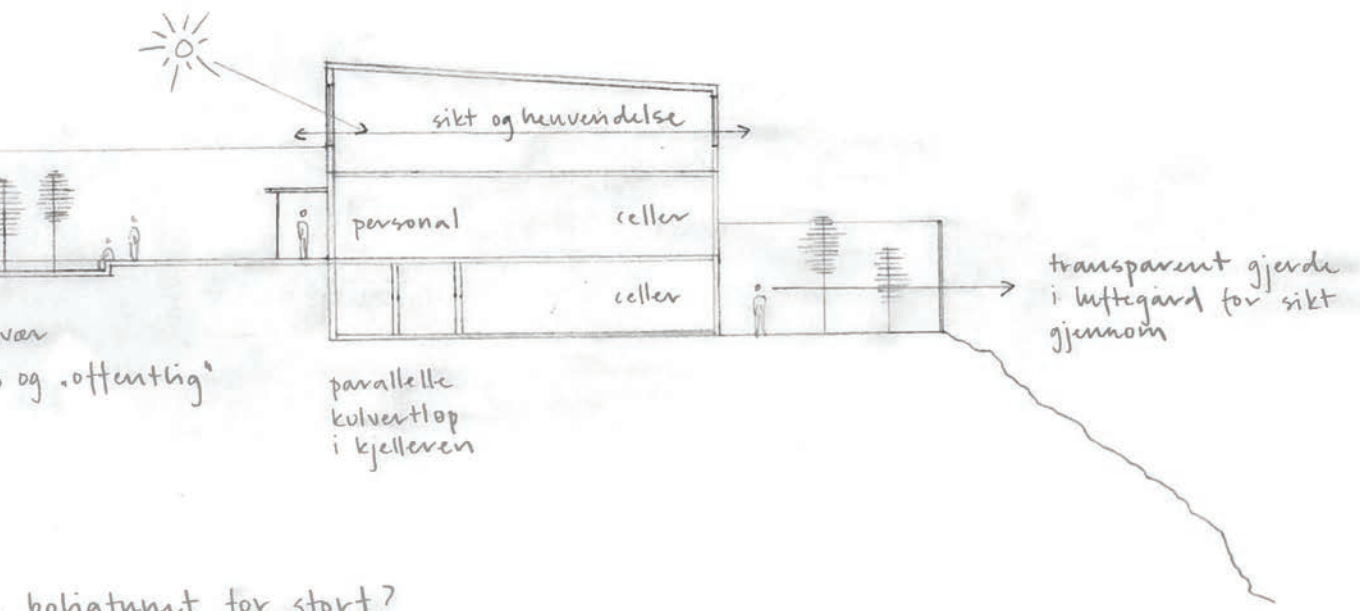 sikt og henvendelse
personal
celler
celler
transparent gjerde
i luftegård for sikt
gjennom
vær
og "offentlig"
parallelle
kulvertløp
i kjelleren
for stort?